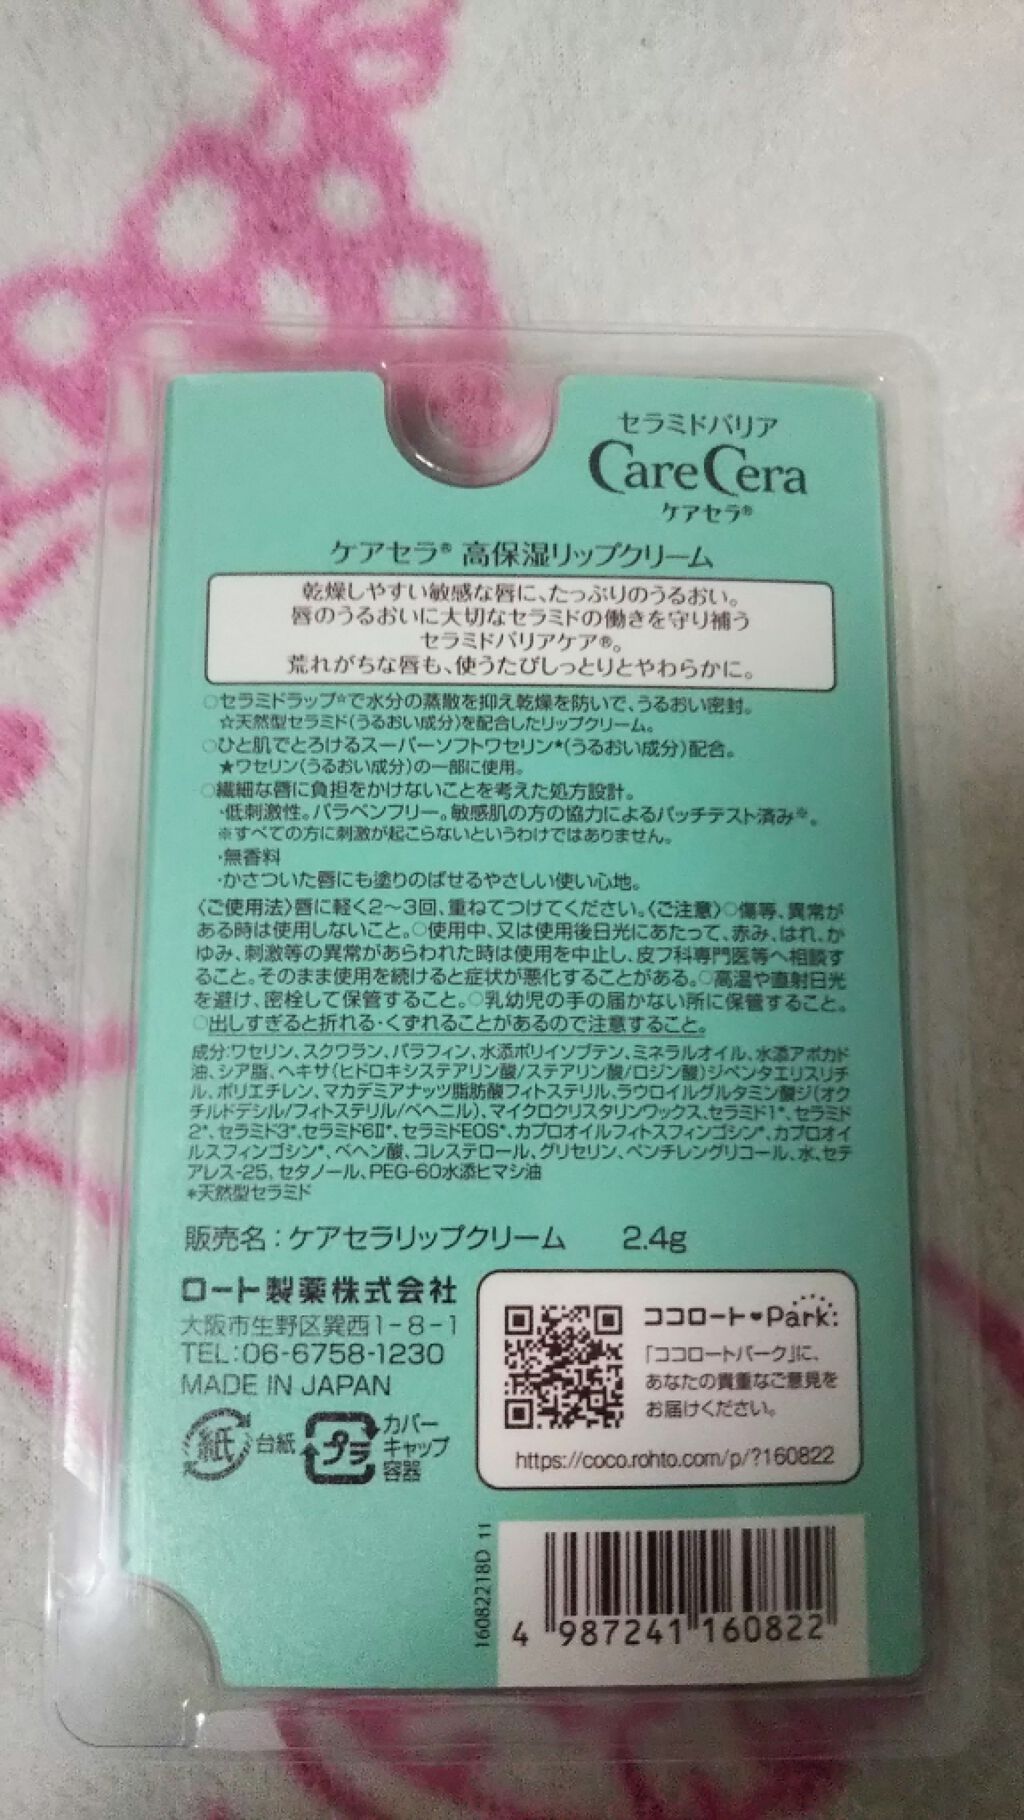 セラミドバリア
CareCera
ケアセラ®
ケアセラ® 高保湿リップクリーム
乾燥しやすい敏感な唇に、たっぷりのうるおい。
唇のうるおいに大切なセラミドの働きを守り補う
セラミドバリアケア®。
荒れがちな唇も、使うたびしっとりとやわらかに。
○セラミドラップ☆で水分の蒸散を抑え乾燥を防いで、うるおい密封。
☆天然型セラミド(うるおい成分)を配合したリップクリーム。
○ひと肌でとろけるスーパーソフトワセリン★(うるおい成分)配合。
★ワセリン(うるおい成分)の一部に使用。
○繊細な唇に負担をかけないことを考えた処方設計。
・低刺激性。パラベンフリー。敏感肌の方の協力によるパッチテスト済み※。
※すべての方に刺激が起こらないというわけではありません。
・無香料
・かさついた唇にも塗りのばせるやさしい使い心地。
〈ご使用法〉唇に軽く2〜3回、重ねてつけてください。〈ご注意〉○傷等、異常が
ある時は使用しないこと。○使用中、又は使用後日光にあたって、赤み、はれ、か
ゆみ、刺激等の異常があらわれた時は使用を中止し、皮フ科専門医等へ相談す
ること。そのまま使用を続けると症状が悪化することがある。○高温や直射日光
を避け、密栓して保管すること。○乳幼児の手の届かない所に保管すること。
○出しすぎると折れる・くずれることがあるので注意すること。
成分:ワセリン、スクワラン、パラフィン、水添ポリイソブテン、ミネラルオイル、水添アボカド
油、シア脂、ヘキサ(ヒドロキシステアリン酸/ステアリン酸/ロジン酸)ジペンタエリスリチ
ル、ポリエチレン、マカデミアナッツ脂肪酸フィトステリル、ラウロイルグルタミン酸ジ(オク
チルドデシル/フィトステリル/ベヘニル)、マイクロクリスタリンワックス、セラミド1*、セラミド
2*、セラミド3*、セラミド6Ⅱ*、セラミドEOS*、カプロオイルフィトスフィンゴシン*、カプロオイ
ルスフィンゴシン*、ベヘン酸、コレステロール、グリセリン、ペンチレングリコール、水、セテ
アレス-25、セタノール、PEG-60水添ヒマシ油
*天然型セラミド
販売名：ケアセラリップクリーム 2.4g
ロート製薬株式会社
大阪市生野区巽西1-8-1
TEL:06-6758-1230
MADE IN JAPAN
紙 台紙
プラ
カバー
キャップ
容器
ココロート♥Park:
「ココロートパーク」に、
あなたの貴重なご意見を
お届けください。
https://coco.rohto.com/p/?160822
16082218D 11
4 987241 160822